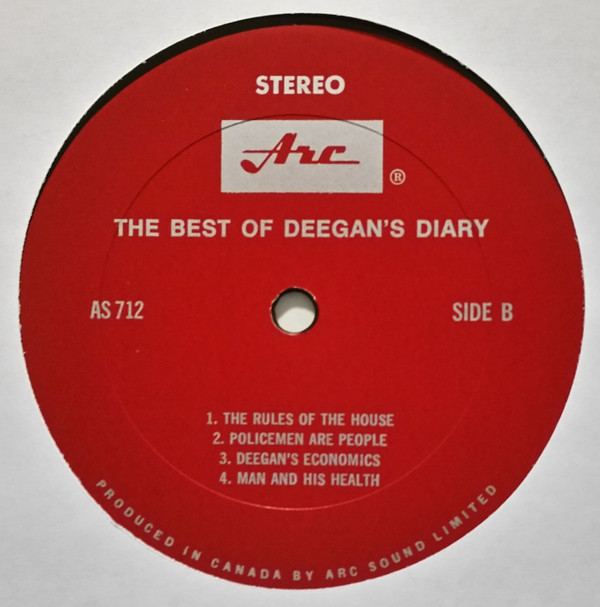 STEREO
Arc
®
THE BEST OF DEEGAN'S DIARY
AS 712
SIDE B
1. THE RULES OF THE HOUSE
2. POLICEMEN ARE PEOPLE
3. DEEGAN'S ECONOMICS
4. MAN AND HIS HEALTH
PRODUCED IN CANADA BY ARC SOUND LIMITED